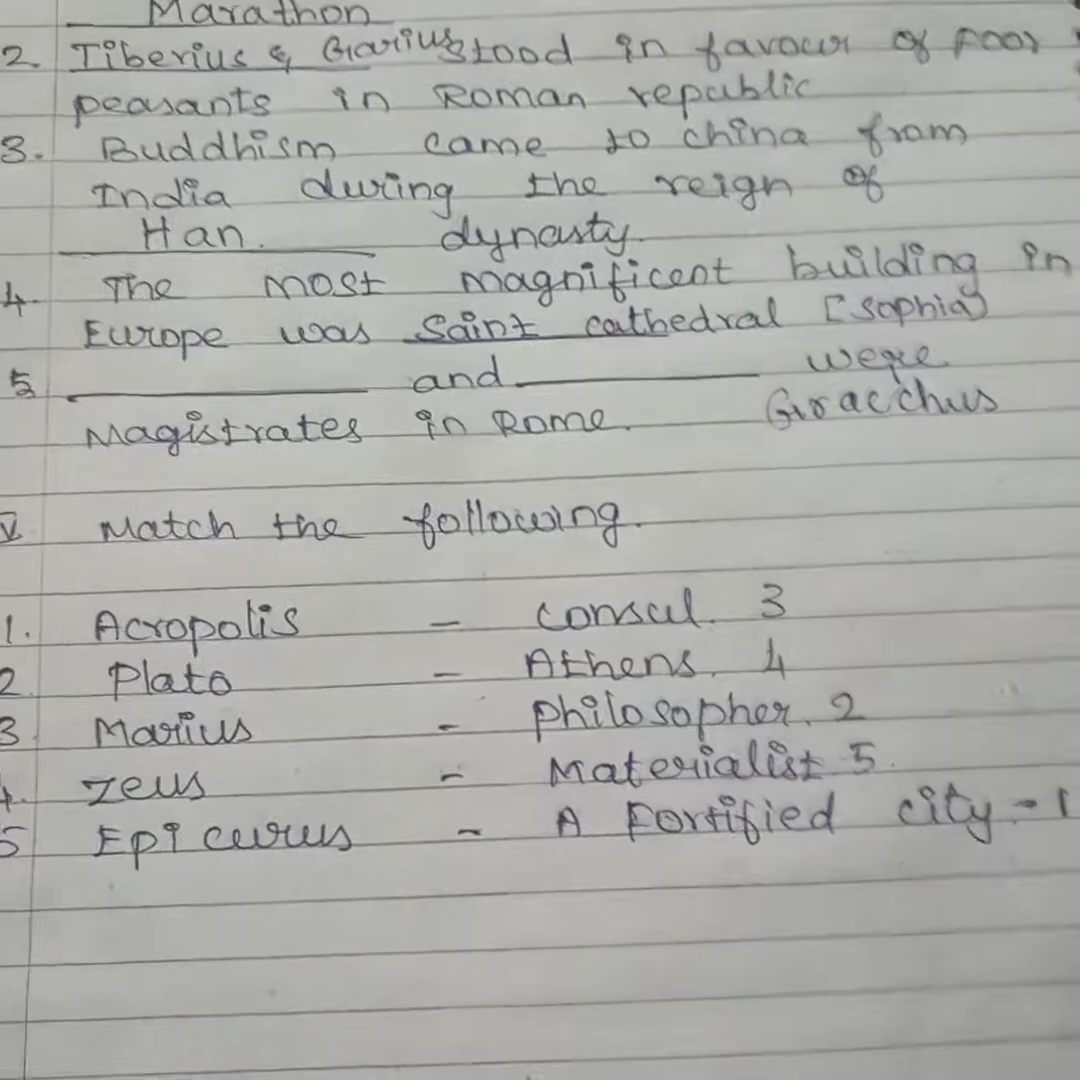 Marathon
2. Tiberius & Giarius stood in favour of poor
peasants in Roman republic
3. Buddhism came to china from
India during the reign of
Han. dynasty.
4. The most magnificent building in
Europe was Saint cathedral [sophia]
5 ________ and ________ were
Magistrates in Rome. Gracchus
V Match the following.
1. Acropolis - Consul. 3
2. Plato - Athens. 4
3 Marius - Philosopher. 2
4. Zeus - Materialist 5.
5 Epicurus - A Fortified city - 1